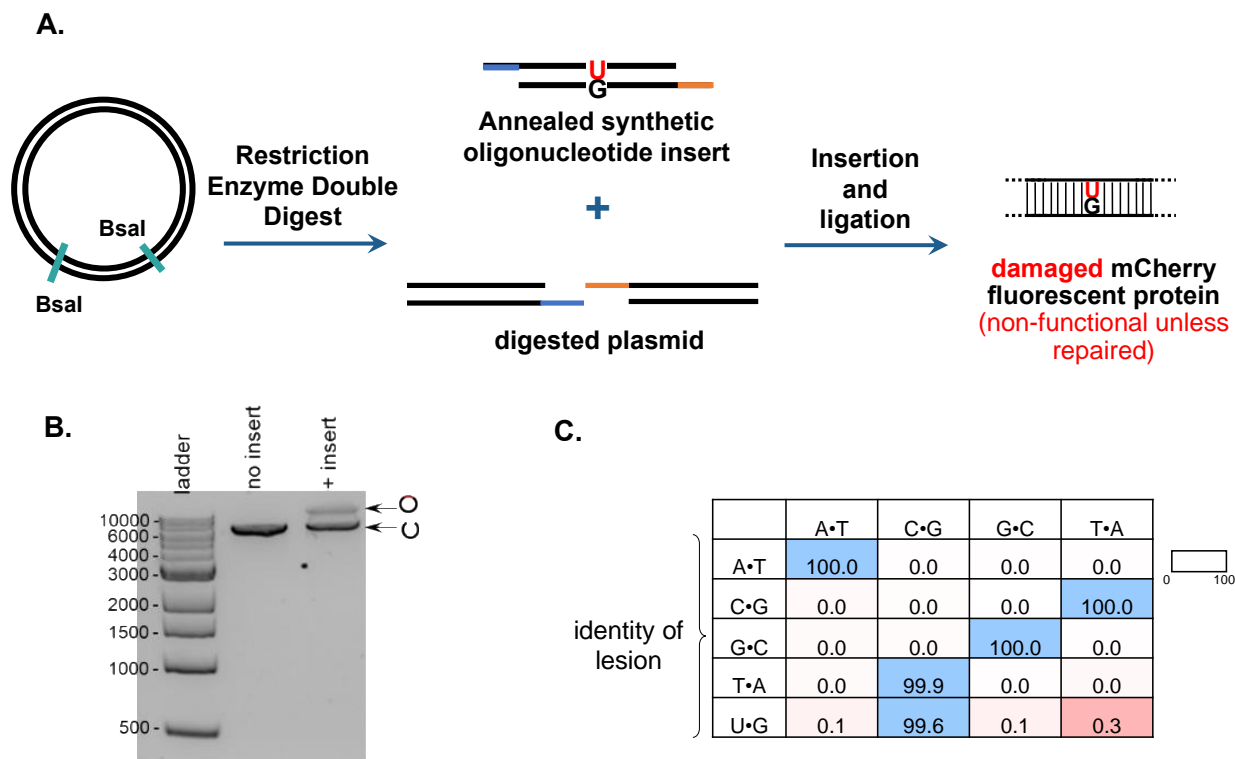 A.
BsaI
BsaI
Restriction
Enzyme Double
Digest
U
G
Annealed synthetic
oligonucleotide insert
+
digested plasmid
Insertion
and
ligation
U
G
damaged mCherry
fluorescent protein
(non-functional unless
repaired)
B.
ladder
no insert
+ insert
10000 -
6000 -
4000 -
3000 -
2000 -
1500 -
1000 -
500 -
C.
identity of
lesion
A•T C•G G•C T•A
A•T 100.0 0.0 0.0 0.0
C•G 0.0 0.0 0.0 100.0
G•C 0.0 0.0 100.0 0.0
T•A 0.0 99.9 0.0 0.0
U•G 0.1 99.6 0.1 0.3
0 100